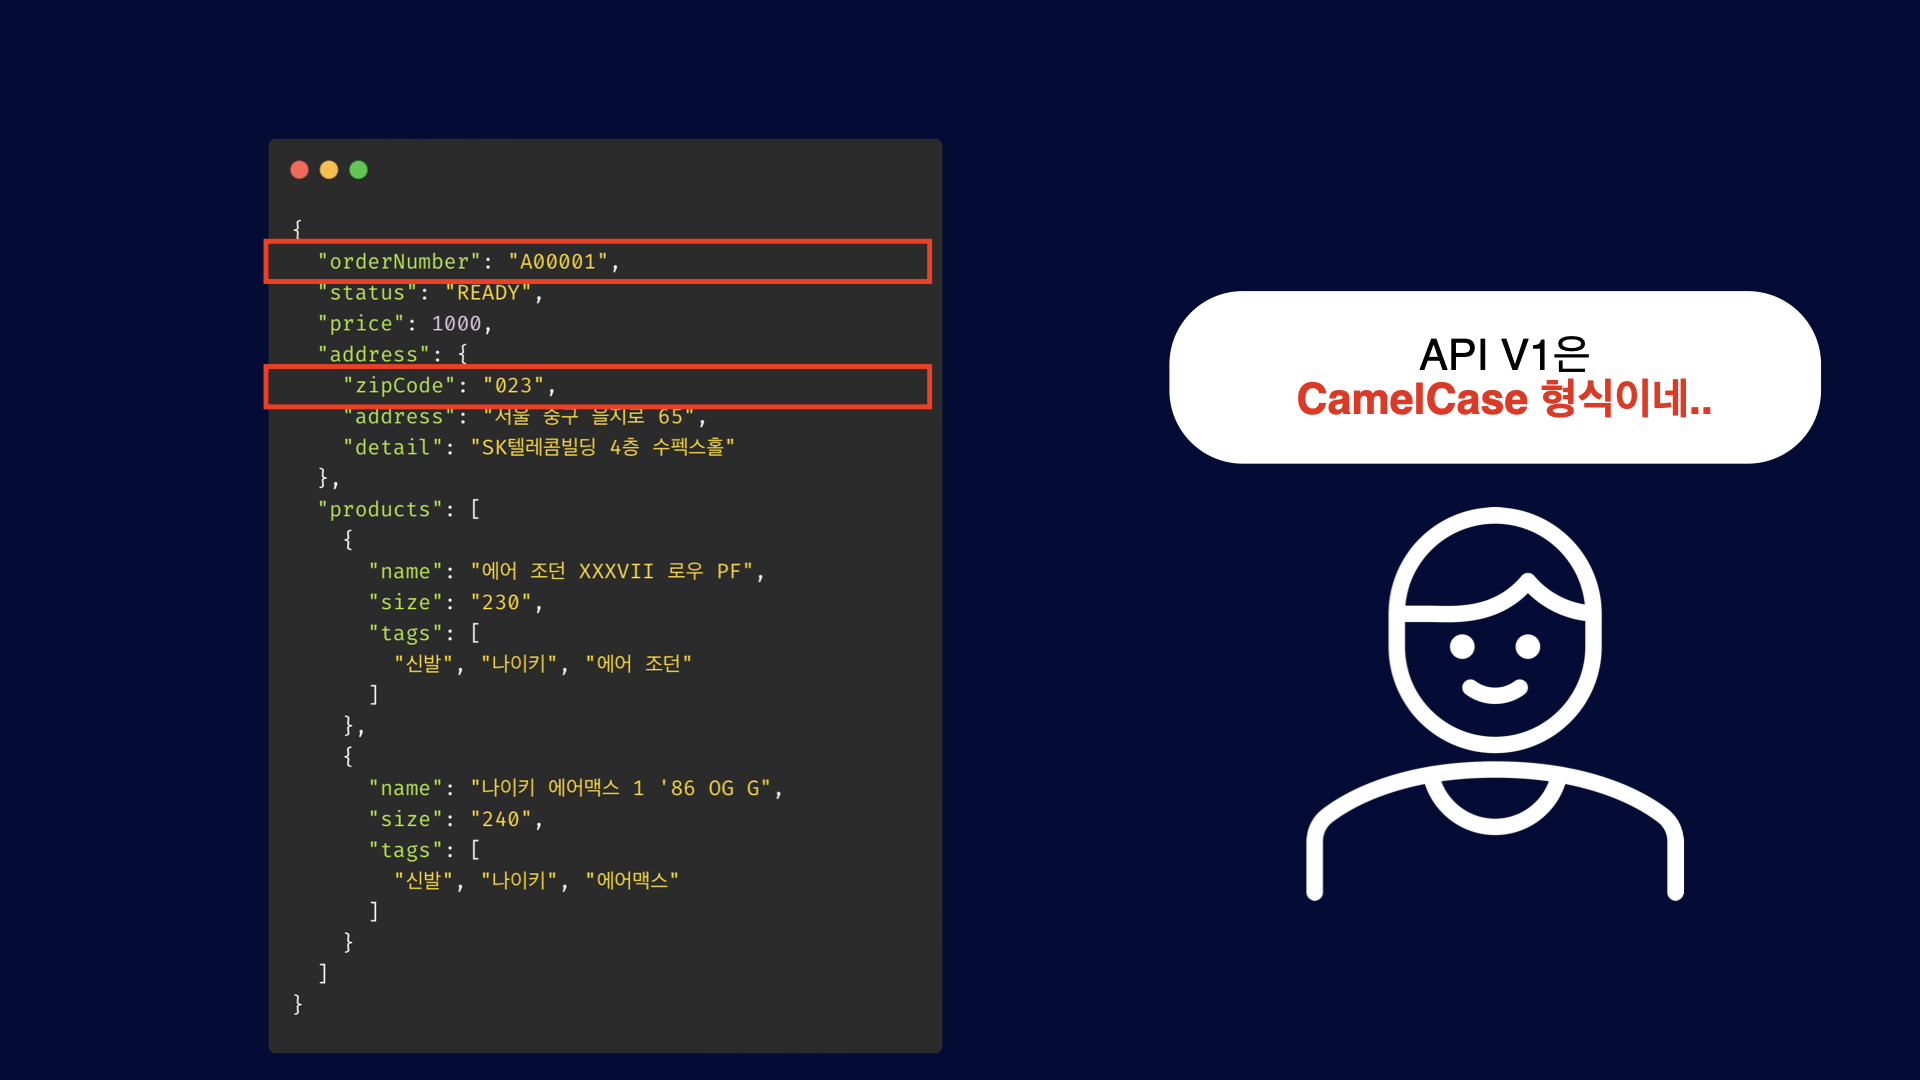 {
"orderNumber": "A00001",
"status": "READY",
"price": 1000,
"address": {
"zipCode": "023",
"address": "서울 중구 을지로 65",
"detail": "SK텔레콤빌딩 4층 수펙스홀"
},
"products": [
{
"name": "에어 조던 XXXVII 로우 PF",
"size": "230",
"tags": [
"신발", "나이키", "에어 조던"
]
},
{
"name": "나이키 에어맥스 1 '86 OG G",
"size": "240",
"tags": [
"신발", "나이키", "에어맥스"
]
}
]
}
API V1은
CamelCase 형식이네..